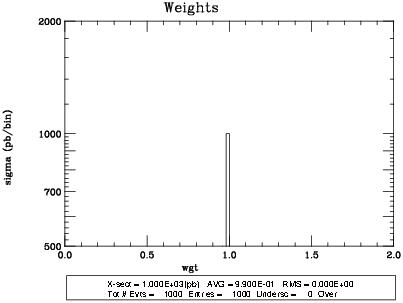 Weights
2000
1000
700
500
sigma (pb/bin)
0.0 0.5 1.0 1.5 2.0
wgt
X-sect = 1.000E+03(pb) AVG = 9.900E-01 RMS = 0.000E+00
Tot # Evts = 1000 Entries = 1000 Undersc = 0 Over